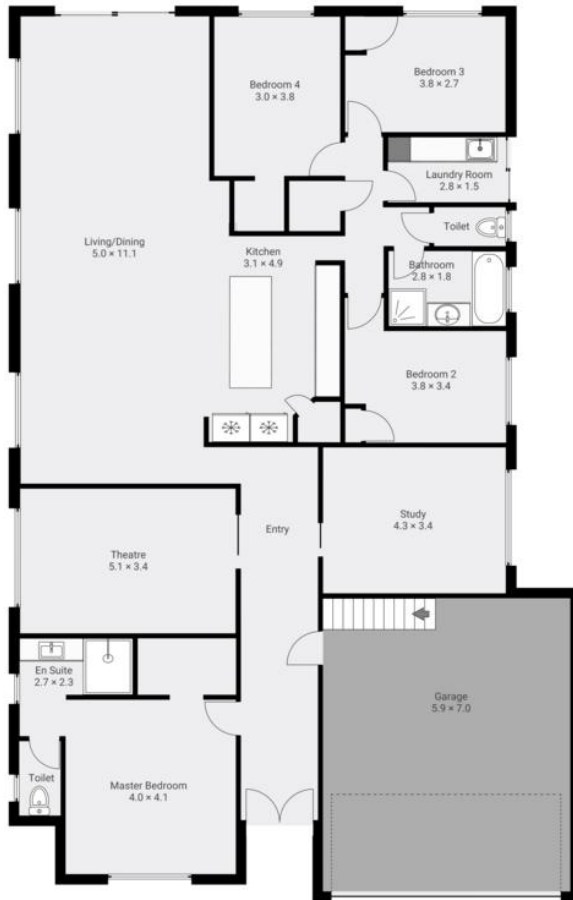 Bedroom 4
3.0 × 3.8
Bedroom 3
3.8 × 2.7
Laundry Room
2.8 × 1.5
Toilet
Living/Dining
5.0 × 11.1
Kitchen
3.1 × 4.9
Bathroom
2.8 × 1.8
Bedroom 2
3.8 × 3.4
Study
4.3 × 3.4
Entry
Theatre
5.1 × 3.4
En Suite
2.7 × 2.3
Garage
5.9 × 7.0
Toilet
Master Bedroom
4.0 × 4.1